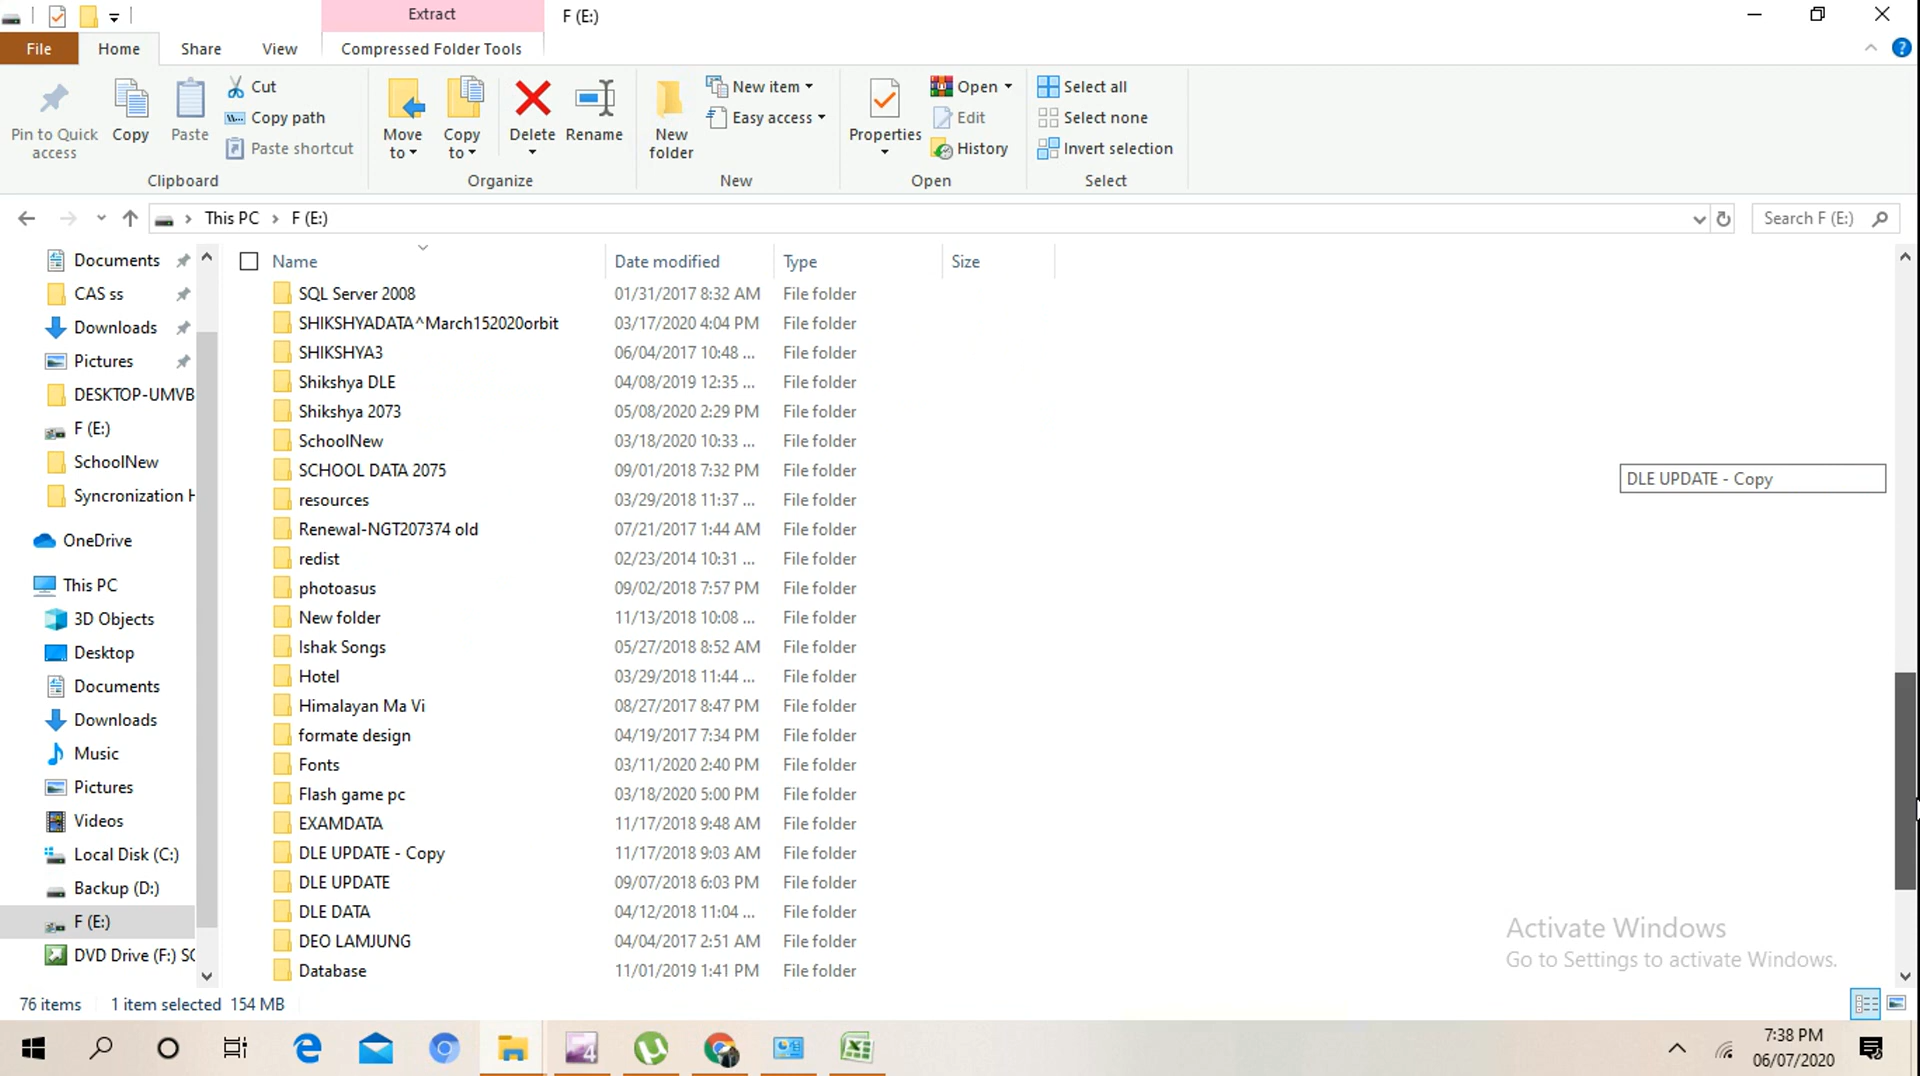 Extract
F (E:)
File
Home
Share
View
Compressed Folder Tools
Pin to Quick access
Copy
Paste
Cut
Copy path
Paste shortcut
Clipboard
Move to
Copy to
Delete
Rename
Organize
New folder
New item
Easy access
New
Properties
Open
Edit
History
Open
Select all
Select none
Invert selection
Select
This PC > F (E:)
Search F (E:)
Documents
CAS ss
Downloads
Pictures
DESKTOP-UMVB
F (E:)
SchoolNew
Syncronization H
OneDrive
This PC
3D Objects
Desktop
Documents
Downloads
Music
Pictures
Videos
Local Disk (C:)
Backup (D:)
F (E:)
DVD Drive (F:) SC
Name Date modified Type Size
SQL Server 2008 01/31/2017 8:32 AM File folder
SHIKSHYADATA^March152020orbit 03/17/2020 4:04 PM File folder
SHIKSHYA3 06/04/2017 10:48 ... File folder
Shikshya DLE 04/08/2019 12:35 ... File folder
Shikshya 2073 05/08/2020 2:29 PM File folder
SchoolNew 03/18/2020 10:33 ... File folder
SCHOOL DATA 2075 09/01/2018 7:32 PM File folder
resources 03/29/2018 11:37 ... File folder
Renewal-NGT207374 old 07/21/2017 1:44 AM File folder
redist 02/23/2014 10:31 ... File folder
photoasus 09/02/2018 7:57 PM File folder
New folder 11/13/2018 10:08 ... File folder
Ishak Songs 05/27/2018 8:52 AM File folder
Hotel 03/29/2018 11:44 ... File folder
Himalayan Ma Vi 08/27/2017 8:47 PM File folder
formate design 04/19/2017 7:34 PM File folder
Fonts 03/11/2020 2:40 PM File folder
Flash game pc 03/18/2020 5:00 PM File folder
EXAMDATA 11/17/2018 9:48 AM File folder
DLE UPDATE - Copy 11/17/2018 9:03 AM File folder
DLE UPDATE 09/07/2018 6:03 PM File folder
DLE DATA 04/12/2018 11:04 ... File folder
DEO LAMJUNG 04/04/2017 2:51 AM File folder
Database 11/01/2019 1:41 PM File folder
DLE UPDATE - Copy
Activate Windows
Go to Settings to activate Windows.
76 items 1 item selected 154 MB
7:38 PM
06/07/2020